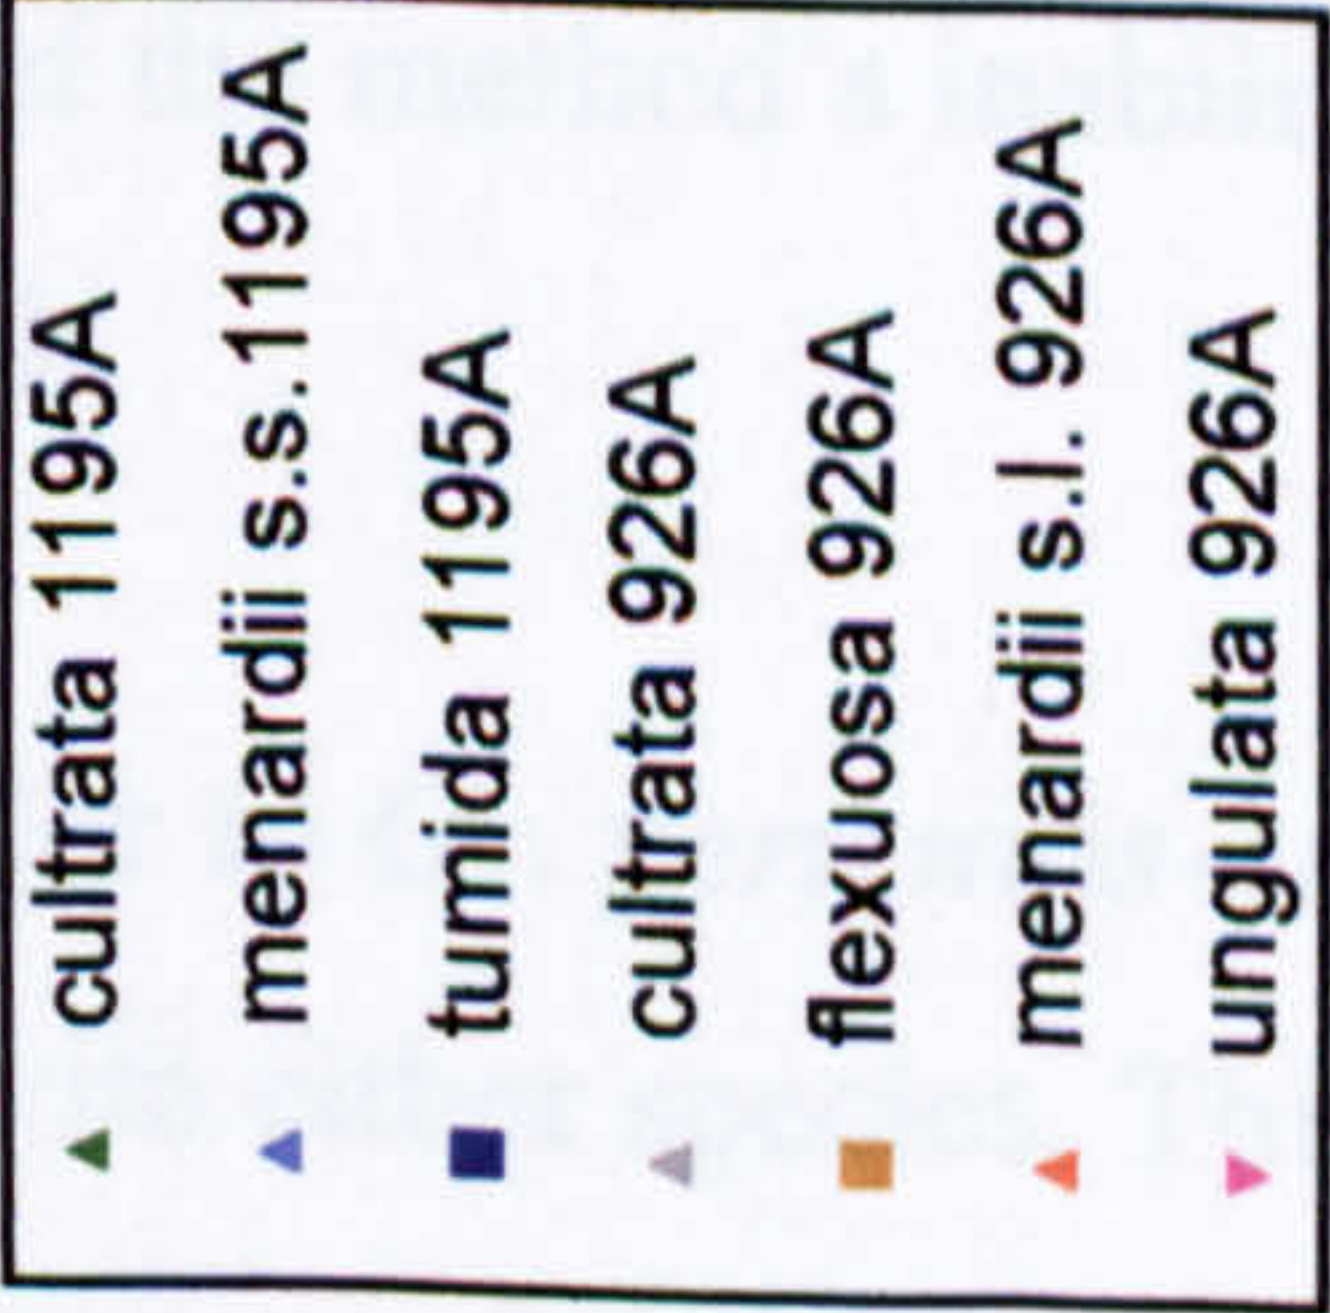 cultrata 1195A
menardii s.s.1195A
tumida 1195A
cultrata 926A
flexuosa 926A
menardii s.l. 926A
ungulata 926A